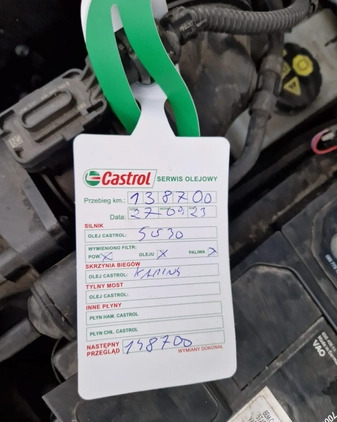 Castrol SERWIS OLEJOWY
Przebieg km.: 138700
Data: 27 09 23
SILNIK
OLEJ CASTROL: 5W30
WYMIENIONO FILTR:
POW. X OLEJU X PALIWA X
SKRZYNIA BIEGÓW
OLEJ CASTROL:
TYLNY MOST
OLEJ CASTROL:
INNE PŁYNY
PŁYN HAM. CASTROL
PŁYN CHŁ. CASTROL
NASTĘPNY PRZEGLĄD 148700
WYMIANY DOKONAŁ